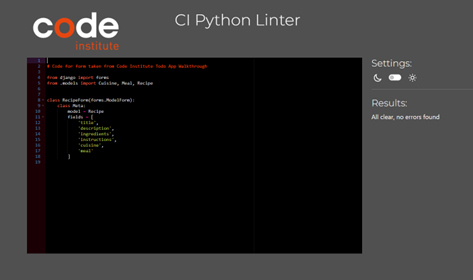 code
institute
CI Python Linter
1
2 # Code for form taken from Code Institute Todo App Walkthrough
3
4 from django import forms
5 from .models import Cuisine, Meal, Recipe
6
7
8 class RecipeForm(forms.ModelForm):
9 class Meta:
10 model = Recipe
11 fields = [
12 'title',
13 'description',
14 'ingredients',
15 'instructions',
16 'cuisine',
17 'meal'
18 ]
19
Settings:
Results:
All clear, no errors found